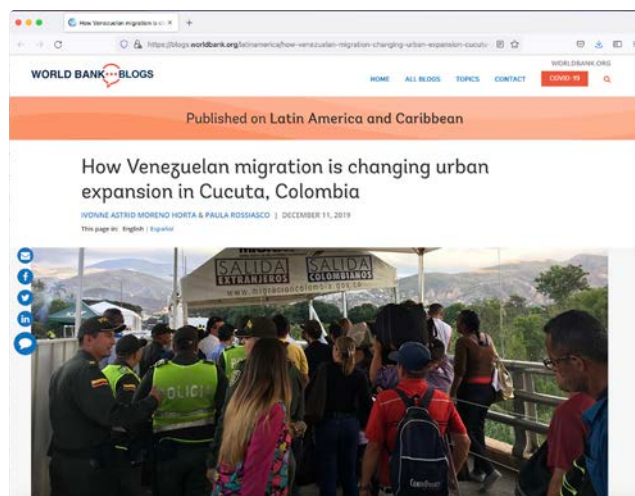 How Venezuelan migration is ch
https://blogs.worldbank.org/latinamerica/how-venezuelan-migration-changing-urban-expansion-cucuta
WORLDBANK.ORG
WORLD BANK BLOGS
HOME ALL BLOGS TOPICS CONTACT COVID-19
Published on Latin America and Caribbean
How Venezuelan migration is changing urban
expansion in Cucuta, Colombia
IVONNE ASTRID MORENO HORTA & PAULA ROSSIASCO | DECEMBER 11, 2019
This page in: English | Español
SALIDA SALIDA
EXTRANJEROS COLOMBIANOS
www.migracioncolombia.gov.co
POLICIA